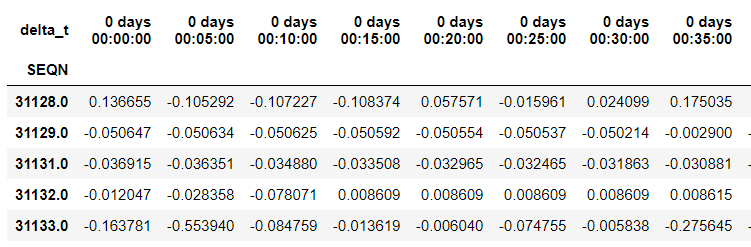 delta_t 0 days 0 days 0 days 0 days 0 days 0 days 0 days 0 days
00:00:00 00:05:00 00:10:00 00:15:00 00:20:00 00:25:00 00:30:00 00:35:00
SEQN
31128.0 0.136655 -0.105292 -0.107227 -0.108374 0.057571 -0.015961 0.024099 0.175035
31129.0 -0.050647 -0.050634 -0.050625 -0.050592 -0.050554 -0.050537 -0.050214 -0.002900 -
31131.0 -0.036915 -0.036351 -0.034880 -0.033508 -0.032965 -0.032465 -0.031863 -0.030881 -
31132.0 -0.012047 -0.028358 -0.078071 0.008609 0.008609 0.008609 0.008609 0.008615
31133.0 -0.163781 -0.553940 -0.084759 -0.013619 -0.006040 -0.074755 -0.005838 -0.275645 -